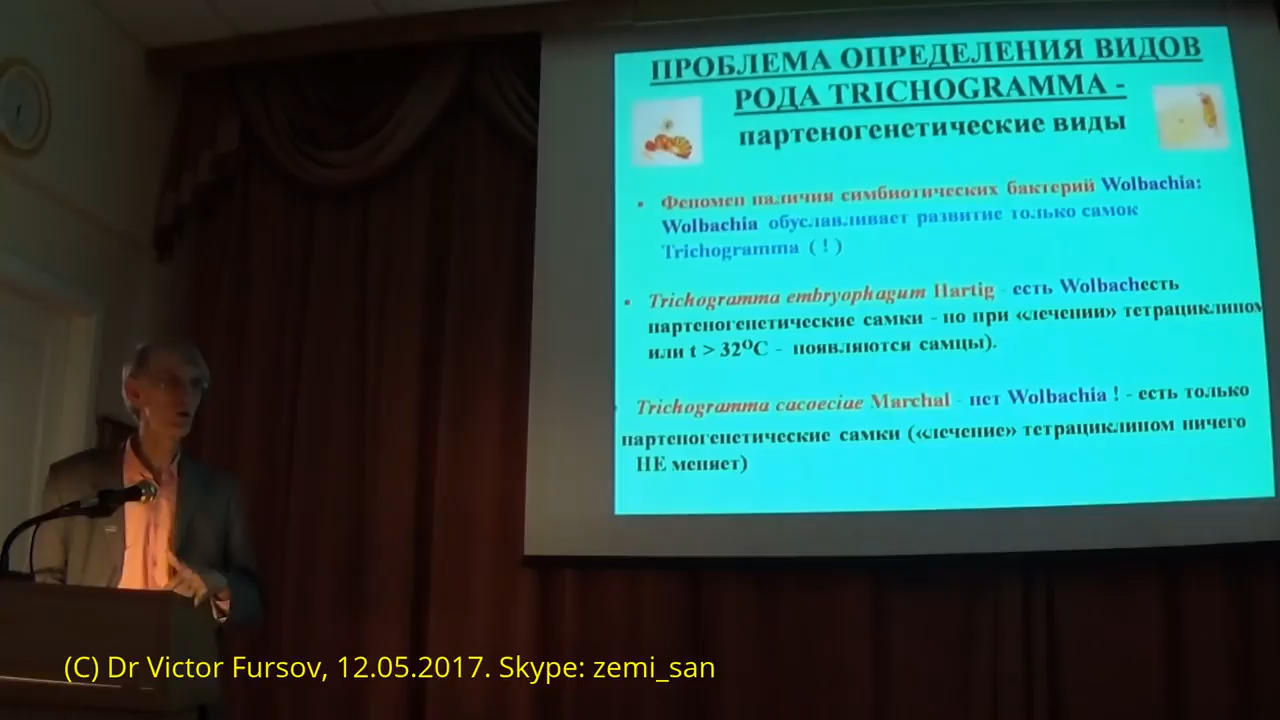 ПРОБЛЕМА ОПРЕДЕЛЕНИЯ ВИДОВ
РОДА TRICHOGRAMMA -
партеногенетические виды
• Феномен наличия симбиотических бактерий Wolbachia:
Wolbachia обуславливает развитие только самок
Trichogramma ( ! )
• Trichogramma embryophagum Hartig - есть Wolbachесть
партеногенетические самки - но при «лечении» тетрациклином
или t > 32ºC - появляются самцы).
Trichogramma cacoeciae Marchal - нет Wolbachia ! - есть только
партеногенетические самки («лечение» тетрациклином ничего
НЕ меняет)
(C) Dr Victor Fursov, 12.05.2017. Skype: zemi_san